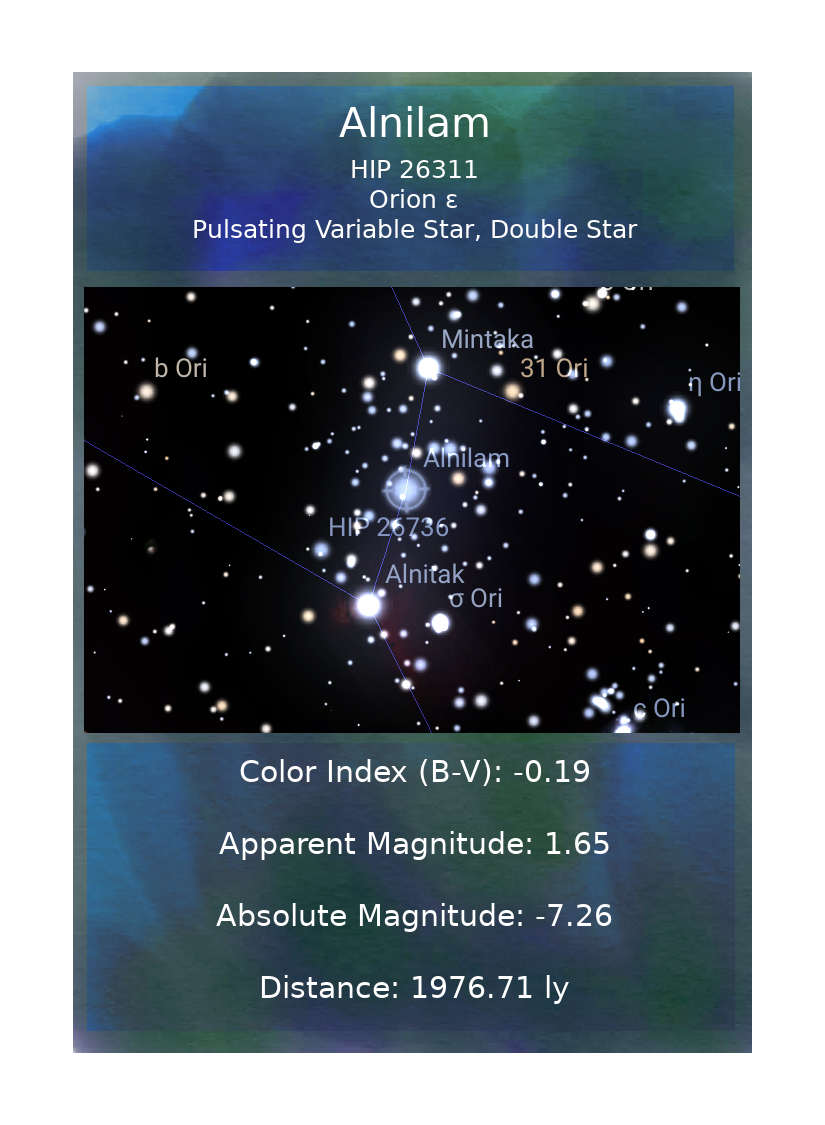 Alnilam
HIP 26311
Orion ε
Pulsating Variable Star, Double Star
Mintaka
b Ori
31 Ori
η Ori
Alnilam
HIP 26736
Alnitak
σ Ori
c Ori
Color Index (B-V): -0.19
Apparent Magnitude: 1.65
Absolute Magnitude: -7.26
Distance: 1976.71 ly